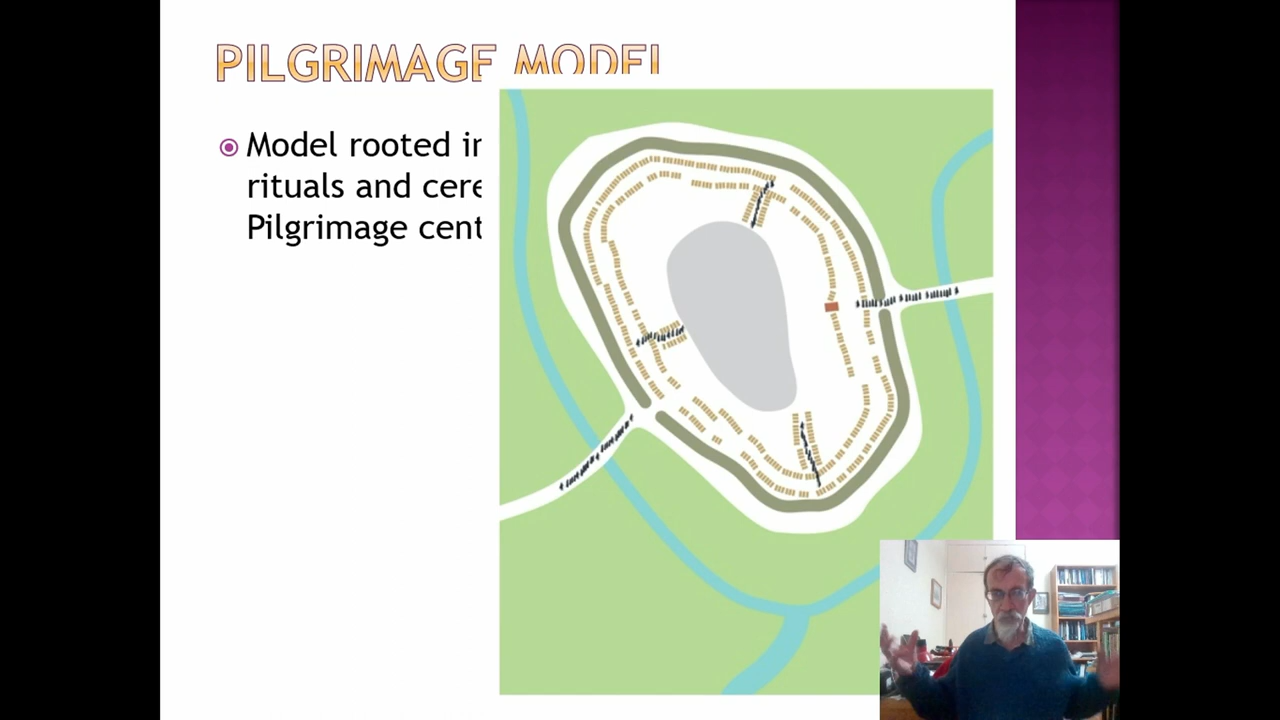 PILGRIMAGE MODEL
Model rooted in
rituals and cere
Pilgrimage cent